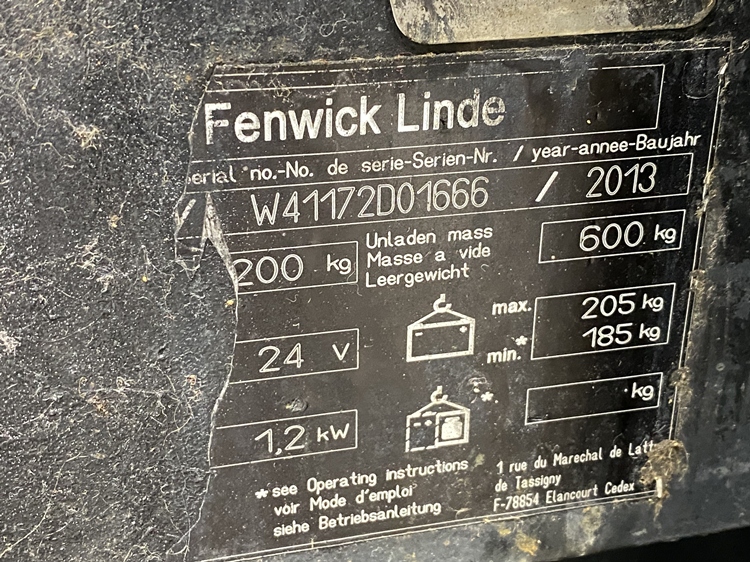 Fenwick Linde
serial no.-No. de serie-Serien-Nr. / year-annee-Baujahr
W41172D01666 / 2013
200 kg
Unladen mass
Masse a vide
Leergewicht
600 kg
24 V
max. 205 kg
min.* 185 kg
1,2 kW
* kg
*see Operating instructions
voir Mode d'emploi
siehe Betriebsanleitung
1 rue du Marechal de Latt
de Tassigny
F-78854 Elancourt Cedex